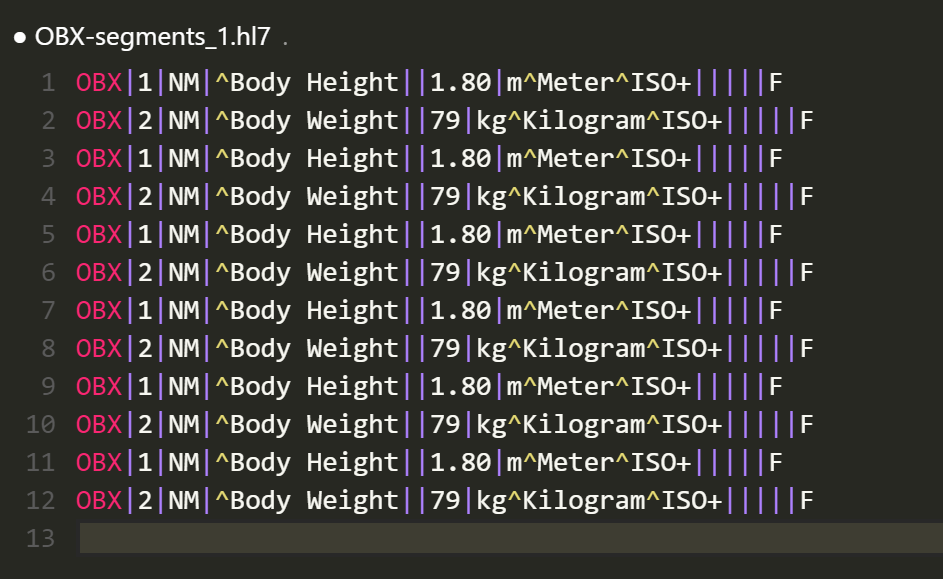 ● OBX-segments_1.hl7 .
1 OBX|1|NM|^Body Height||1.80|m^Meter^ISO+|||||F
2 OBX|2|NM|^Body Weight||79|kg^Kilogram^ISO+|||||F
3 OBX|1|NM|^Body Height||1.80|m^Meter^ISO+|||||F
4 OBX|2|NM|^Body Weight||79|kg^Kilogram^ISO+|||||F
5 OBX|1|NM|^Body Height||1.80|m^Meter^ISO+|||||F
6 OBX|2|NM|^Body Weight||79|kg^Kilogram^ISO+|||||F
7 OBX|1|NM|^Body Height||1.80|m^Meter^ISO+|||||F
8 OBX|2|NM|^Body Weight||79|kg^Kilogram^ISO+|||||F
9 OBX|1|NM|^Body Height||1.80|m^Meter^ISO+|||||F
10 OBX|2|NM|^Body Weight||79|kg^Kilogram^ISO+|||||F
11 OBX|1|NM|^Body Height||1.80|m^Meter^ISO+|||||F
12 OBX|2|NM|^Body Weight||79|kg^Kilogram^ISO+|||||F
13